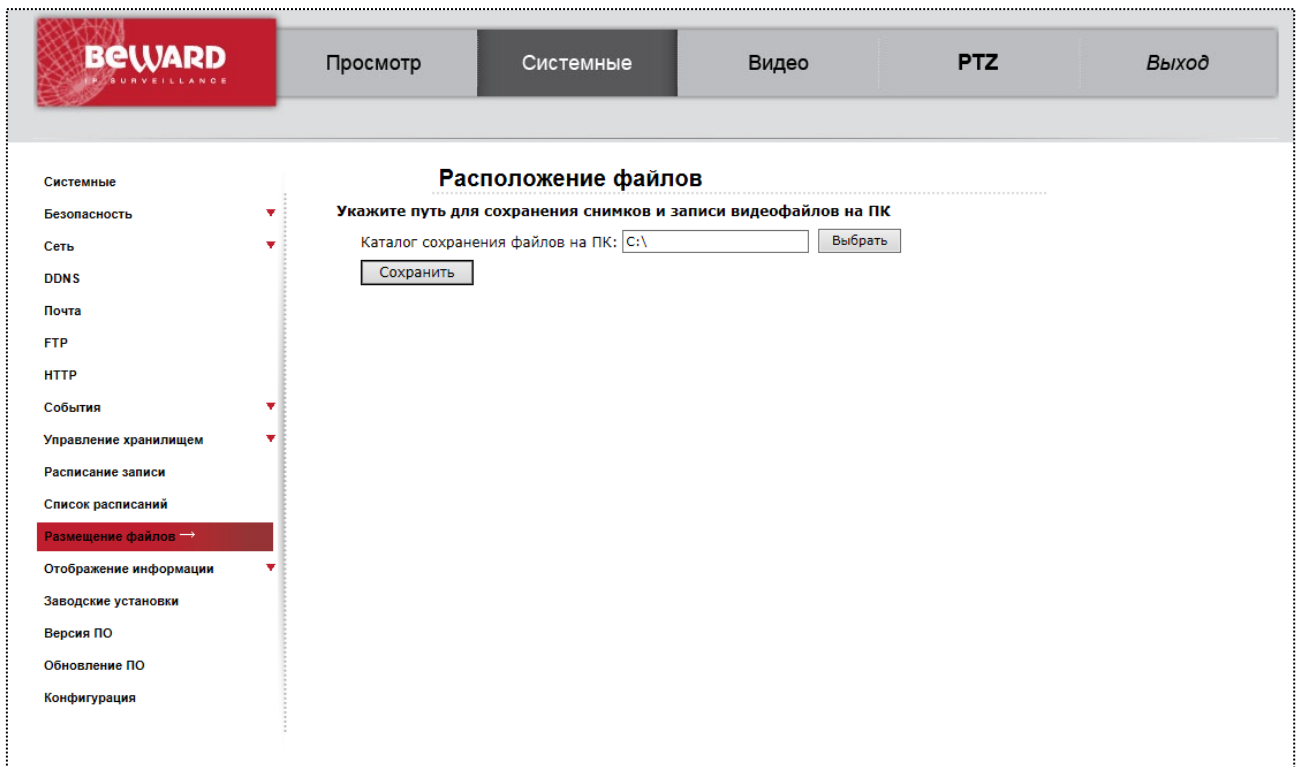 BEWARD
IP SURVEILLANCE
Просмотр
Системные
Видео
PTZ
Выход
Системные
Безопасность
Сеть
DDNS
Почта
FTP
HTTP
События
Управление хранилищем
Расписание записи
Список расписаний
Размещение файлов →
Отображение информации
Заводские установки
Версия ПО
Обновление ПО
Конфигурация
Расположение файлов
Укажите путь для сохранения снимков и записи видеофайлов на ПК
Каталог сохранения файлов на ПК: C:\ Выбрать
Сохранить